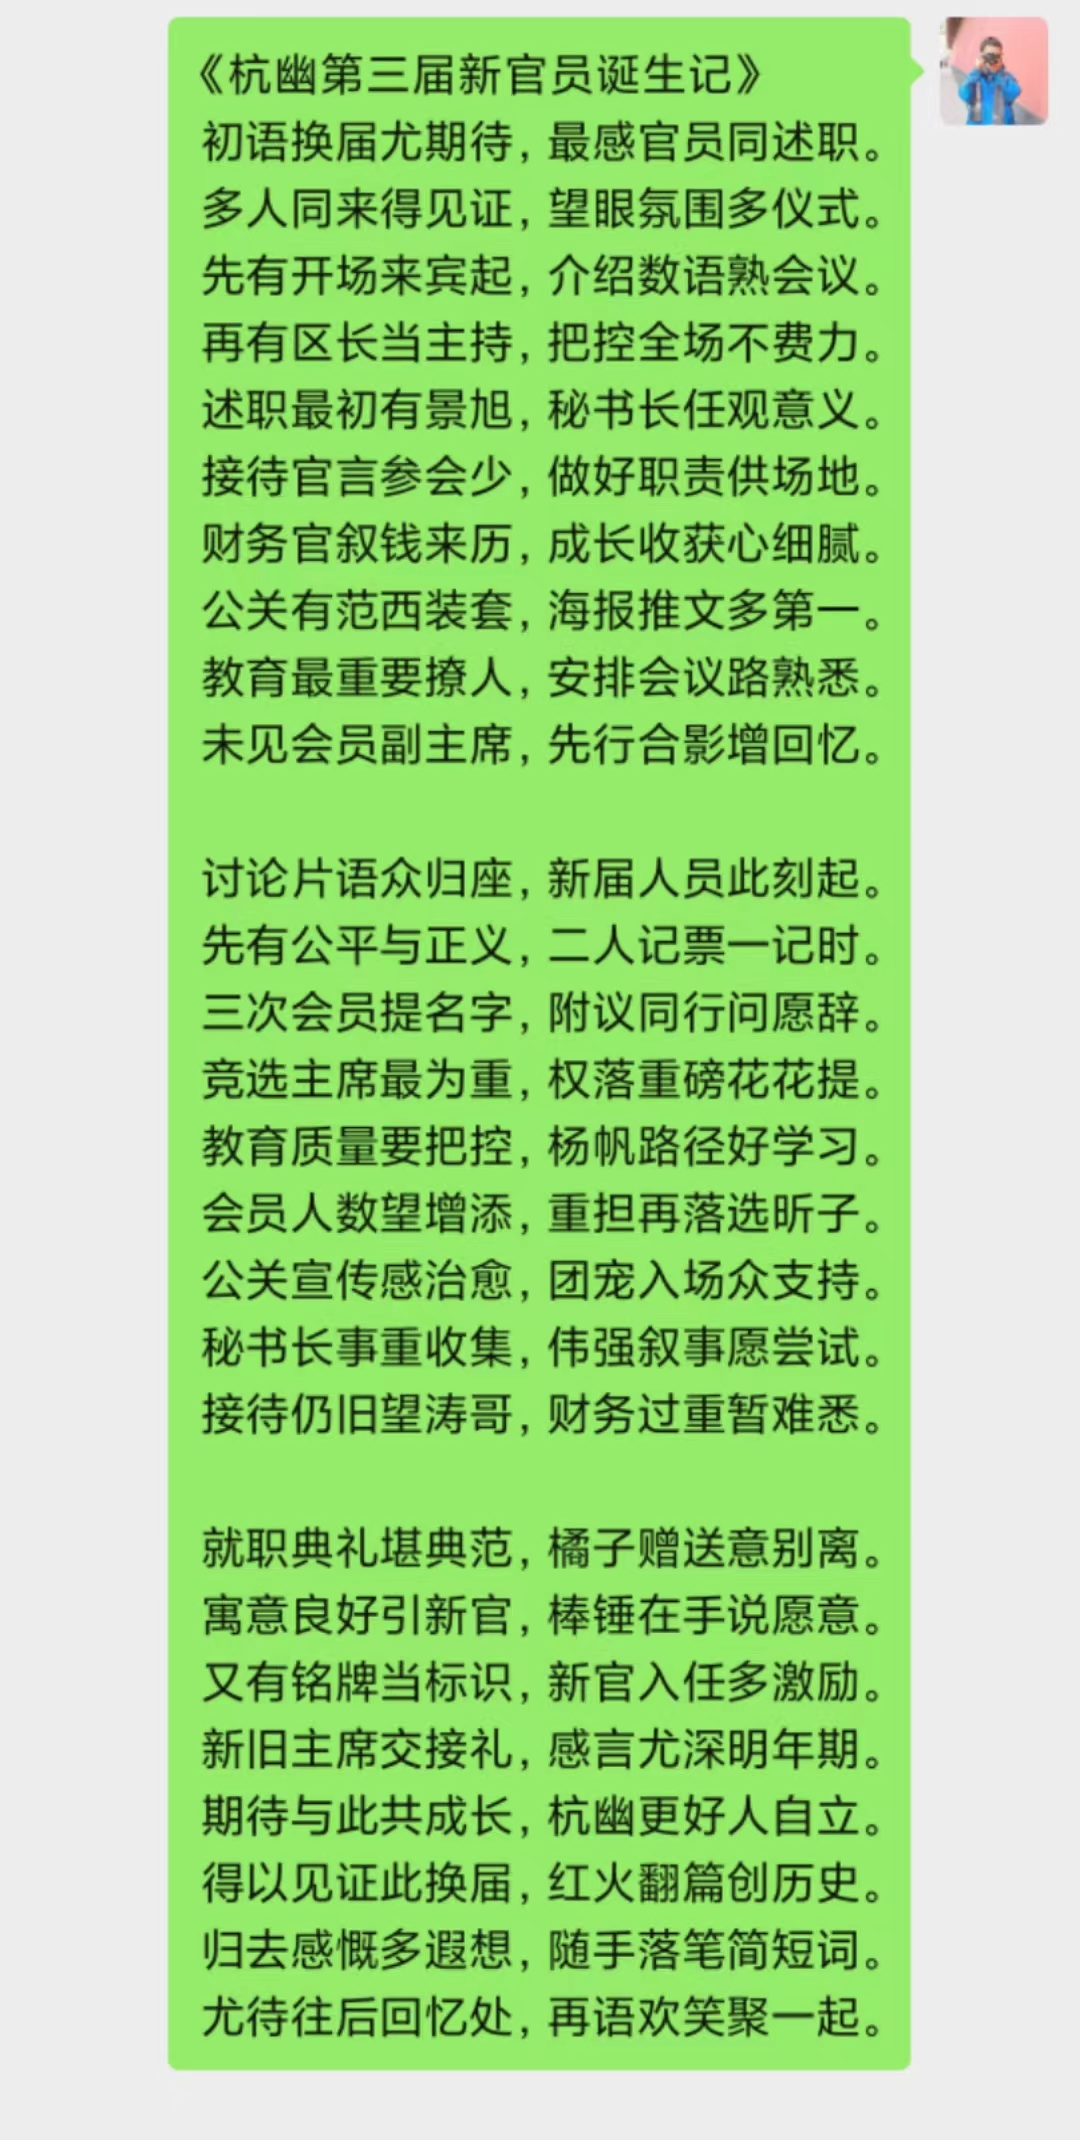 《杭幽第三届新官员诞生记》
初语换届尤期待，最感官员同述职。
多人同来得见证，望眼氛围多仪式。
先有开场来宾起，介绍数语熟会议。
再有区长当主持，把控全场不费力。
述职最初有景旭，秘书长任观意义。
接待官言参会少，做好职责供场地。
财务官叙钱来历，成长收获心细腻。
公关有范西装套，海报推文多第一。
教育最重要撩人，安排会议路熟悉。
未见会员副主席，先行合影增回忆。
讨论片语众归座，新届人员此刻起。
先有公平与正义，二人记票一记时。
三次会员提名字，附议同行问愿辞。
竞选主席最为重，权落重磅花花提。
教育质量要把控，杨帆路径好学习。
会员人数望增添，重担再落选昕子。
公关宣传感治愈，团宠入场众支持。
秘书长事重收集，伟强叙事愿尝试。
接待仍旧望涛哥，财务过重暂难悉。
就职典礼堪典范，橘子赠送意别离。
寓意良好引新官，棒锤在手说愿意。
又有铭牌当标识，新官入任多激励。
新旧主席交接礼，感言尤深明年期。
期待与此共成长，杭幽更好人自立。
得以见证此换届，红火翻篇创历史。
归去感慨多遐想，随手落笔简短词。
尤待往后回忆处，再语欢笑聚一起。